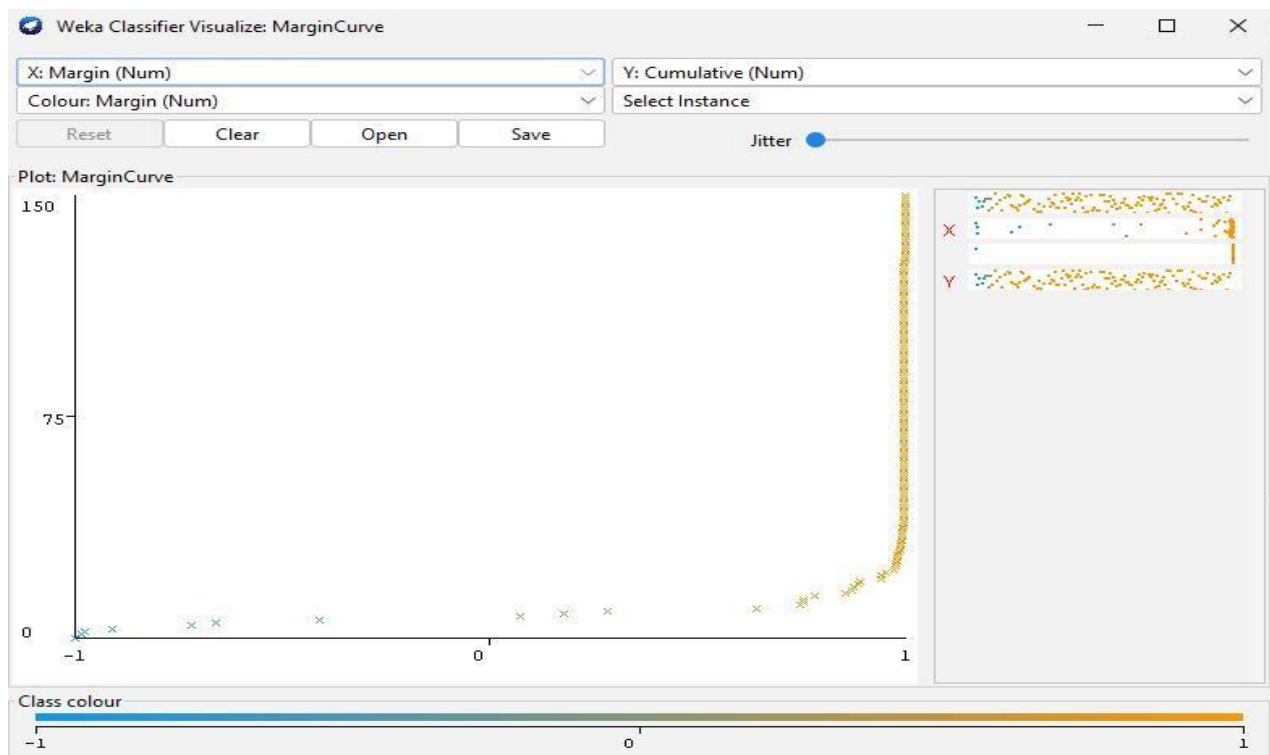 Weka Classifier Visualize: MarginCurve
X: Margin (Num) Y: Cumulative (Num)
Colour: Margin (Num) Select Instance
Reset Clear Open Save Jitter
Plot: MarginCurve
150
X
Y
75
0
-1 0 1
Class colour
-1 0 1